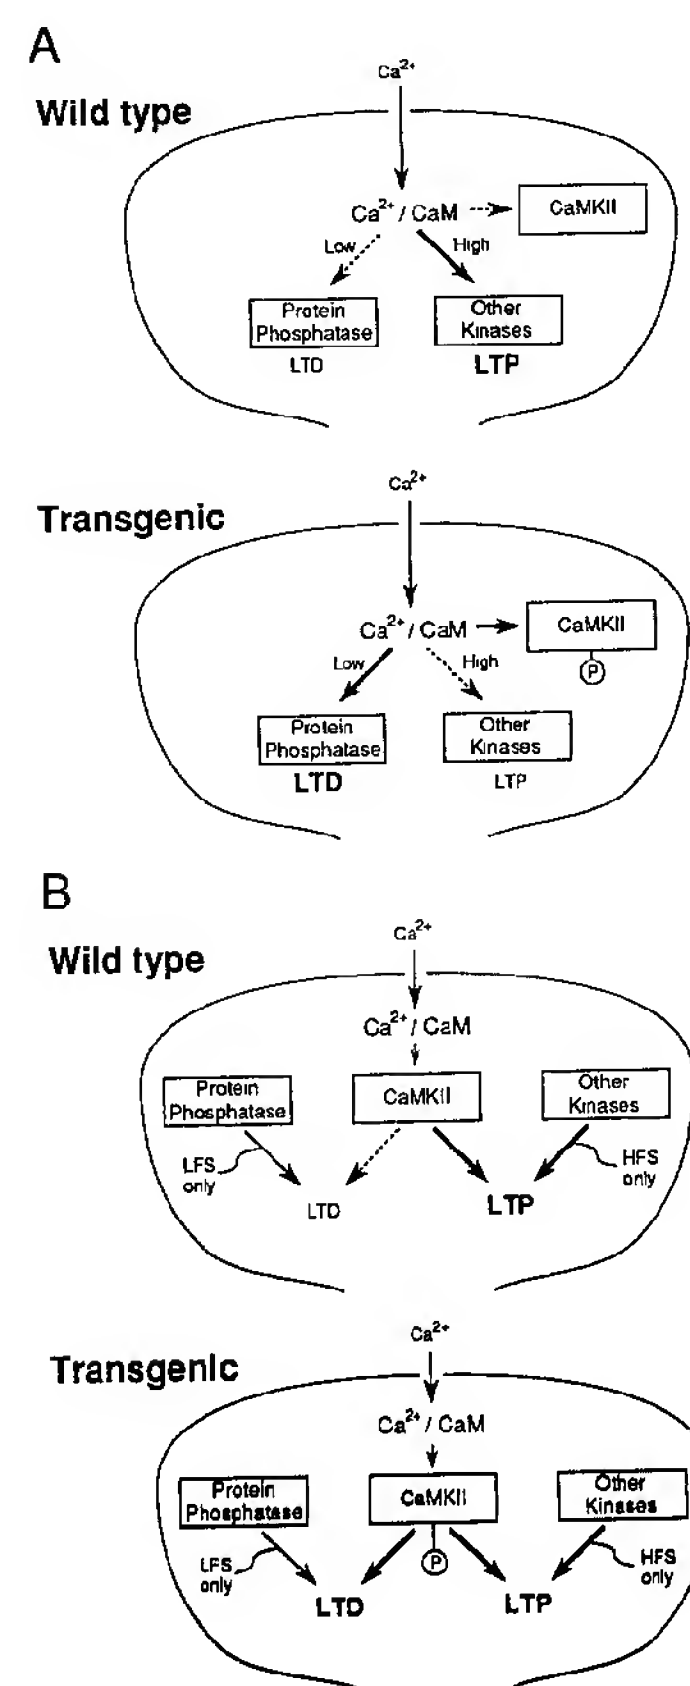 A
Wild type
Ca²⁺
Ca²⁺ / CaM
CaMKII
Low
High
Protein
Phosphatase
LTD
Other
Kinases
LTP
Transgenic
Ca²⁺
Ca²⁺ / CaM
CaMKII
P
Low
High
Protein
Phosphatase
LTD
Other
Kinases
LTP
B
Wild type
Ca²⁺
Ca²⁺ / CaM
Protein
Phosphatase
CaMKII
Other
Kinases
LFS
only
HFS
only
LTD
LTP
Transgenic
Ca²⁺
Ca²⁺ / CaM
Protein
Phosphatase
CaMKII
Other
Kinases
P
LFS
only
HFS
only
LTD
LTP